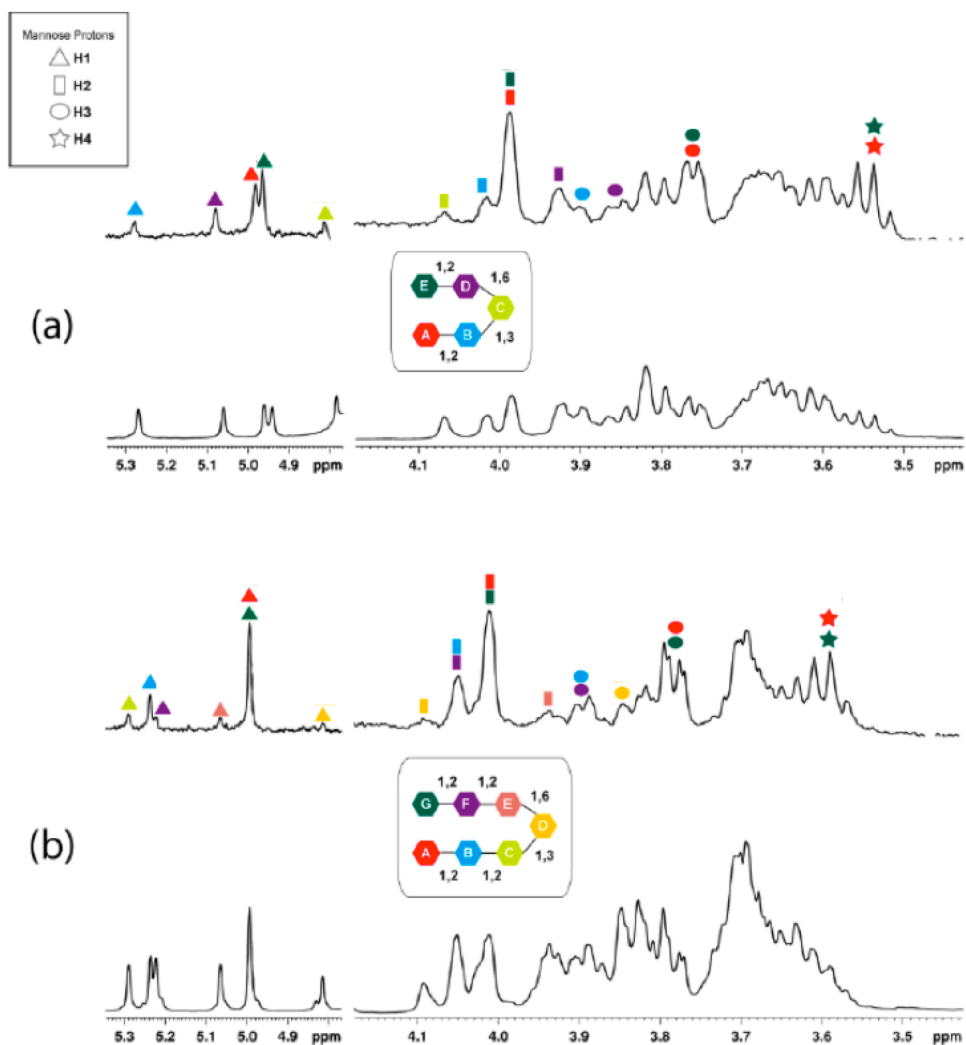 Mannose Protons
H1
H2
H3
H4
1,2 1,6
E D
C
(a)
A B
1,2 1,3
5.3 5.2 5.1 5.0 4.9 ppm 4.1 4.0 3.9 3.8 3.7 3.6 3.5 ppm
1,2 1,2 1,6
G F E
D
(b)
A B C
1,3
1,2 1,2
5.3 5.2 5.1 5.0 4.9 ppm 4.1 4.0 3.9 3.8 3.7 3.6 3.5 ppm